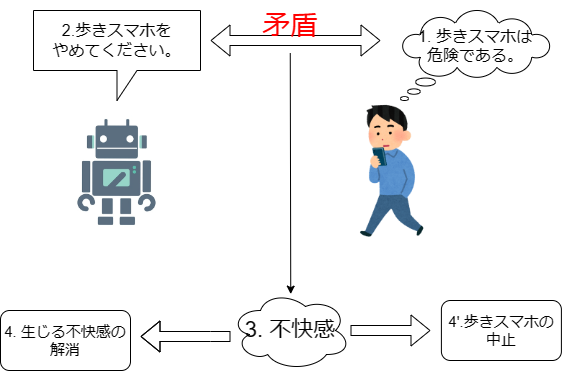 2.歩きスマホを
やめてください。
矛盾
1. 歩きスマホは
危険である。
3. 不快感
4. 生じる不快感の
解消
4'.歩きスマホの
中止